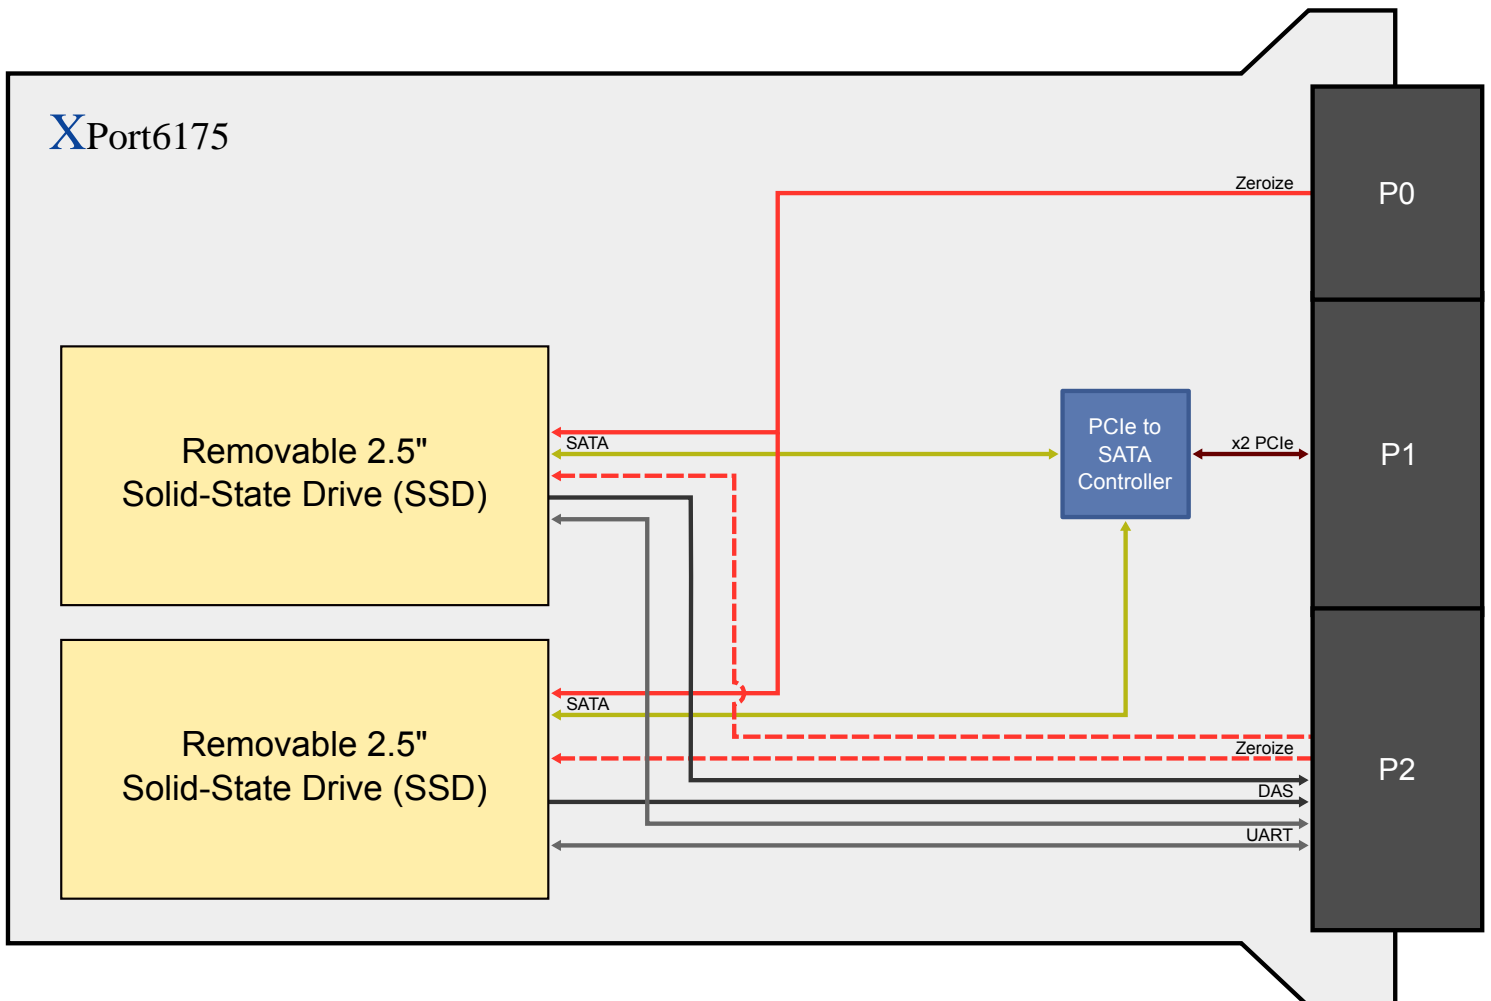 XPort6175
Zeroize
P0
Removable 2.5"
Solid-State Drive (SSD)
SATA
PCIe to
SATA
Controller
x2 PCIe
P1
Removable 2.5"
Solid-State Drive (SSD)
SATA
Zeroize
DAS
UART
P2